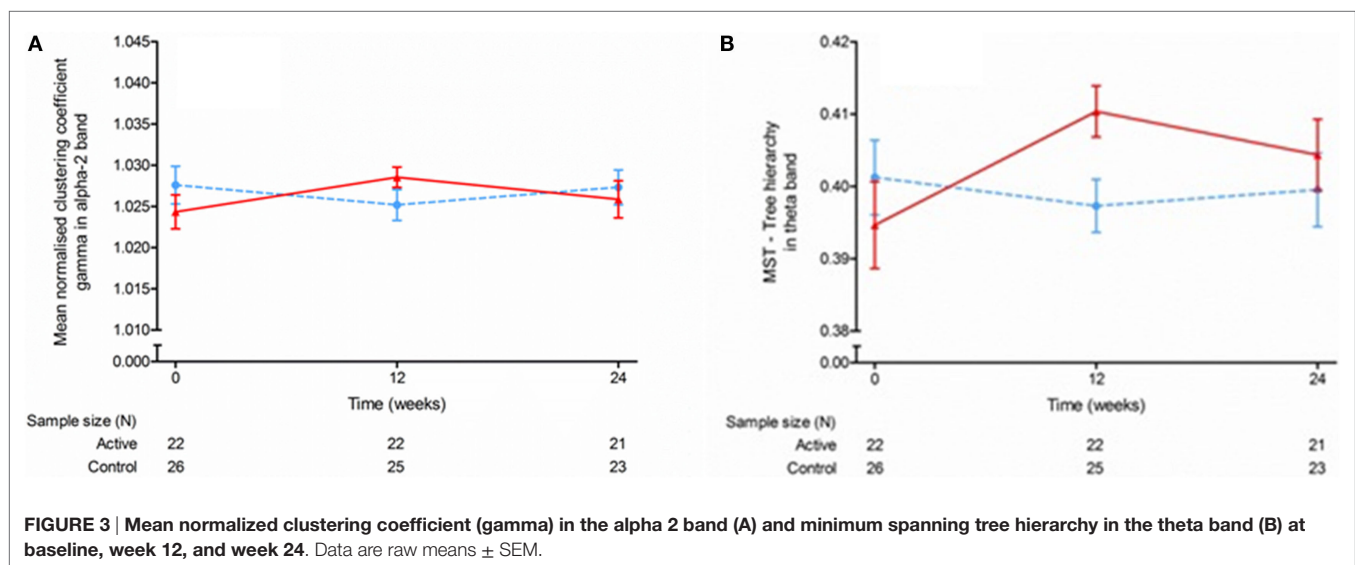 A
Mean normalised clustering coefficient
gamma in alpha-2 band
1.045
1.040
1.035
1.030
1.025
1.020
1.015
1.010
0.000
0 12 24
Time (weeks)
Sample size (N)
Active 22 22 21
Control 26 25 23
B
MST - Tree hierarchy
in theta band
0.42
0.41
0.40
0.39
0.38
0.00
0 12 24
Time (weeks)
Sample size (N)
Active 22 22 21
Control 26 25 23
FIGURE 3 | Mean normalized clustering coefficient (gamma) in the alpha 2 band (A) and minimum spanning tree hierarchy in the theta band (B) at
baseline, week 12, and week 24. Data are raw means ± SEM.